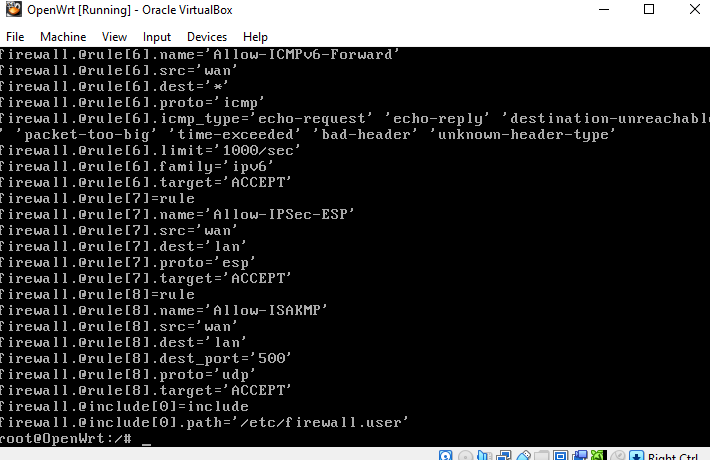 OpenWrt [Running] - Oracle VirtualBox
File Machine View Input Devices Help
firewall.@rule[6].name='Allow-ICMPv6-Forward'
firewall.@rule[6].src='wan'
firewall.@rule[6].dest='*'
firewall.@rule[6].proto='icmp'
firewall.@rule[6].icmp_type='echo-request' 'echo-reply' 'destination-unreachable
' 'packet-too-big' 'time-exceeded' 'bad-header' 'unknown-header-type'
firewall.@rule[6].limit='1000/sec'
firewall.@rule[6].family='ipv6'
firewall.@rule[6].target='ACCEPT'
firewall.@rule[7]=rule
firewall.@rule[7].name='Allow-IPSec-ESP'
firewall.@rule[7].src='wan'
firewall.@rule[7].dest='lan'
firewall.@rule[7].proto='esp'
firewall.@rule[7].target='ACCEPT'
firewall.@rule[8]=rule
firewall.@rule[8].name='Allow-ISAKMP'
firewall.@rule[8].src='wan'
firewall.@rule[8].dest='lan'
firewall.@rule[8].dest_port='500'
firewall.@rule[8].proto='udp'
firewall.@rule[8].target='ACCEPT'
firewall.@include[0]=include
firewall.@include[0].path='/etc/firewall.user'
root@OpenWrt:/# _
Right Ctrl